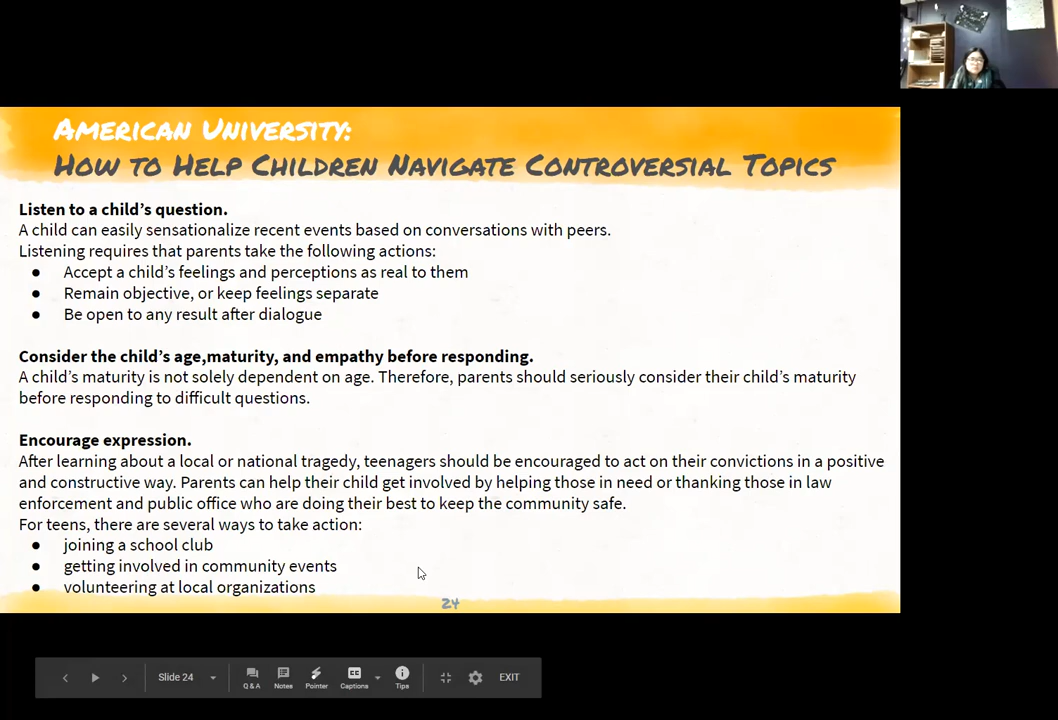 American University:
How to Help Children Navigate Controversial Topics
Listen to a child's question.
A child can easily sensationalize recent events based on conversations with peers.
Listening requires that parents take the following actions:
● Accept a child's feelings and perceptions as real to them
● Remain objective, or keep feelings separate
● Be open to any result after dialogue
Consider the child's age,maturity, and empathy before responding.
A child's maturity is not solely dependent on age. Therefore, parents should seriously consider their child's maturity
before responding to difficult questions.
Encourage expression.
After learning about a local or national tragedy, teenagers should be encouraged to act on their convictions in a positive
and constructive way. Parents can help their child get involved by helping those in need or thanking those in law
enforcement and public office who are doing their best to keep the community safe.
For teens, there are several ways to take action:
● joining a school club
● getting involved in community events
● volunteering at local organizations
24
Slide 24
Q & A
Notes
Pointer
CC
Captions
Tips
EXIT